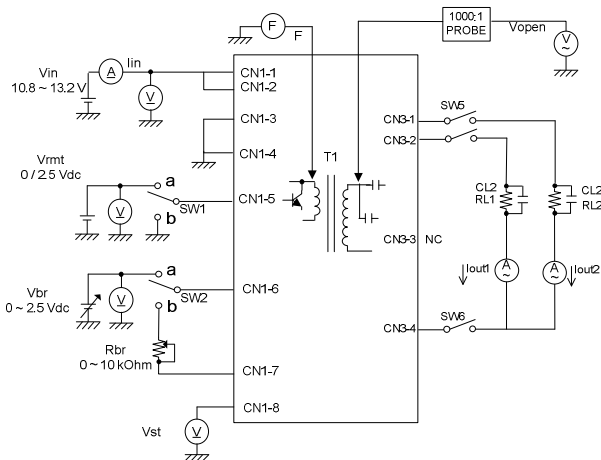 F
F
1000:1
PROBE
Vopen
V
~
Vin
10.8 ~ 13.2 V
A
Iin
V
CN1-1
CN1-2
CN1-3
CN1-4
T1
CN3-1
CN3-2
SW5
Vrmt
0 / 2.5 Vdc
V
a
b
SW1
CN1-5
CL2
RL1
CL2
RL2
CN3-3 NC
Iout1
A
~
A
~
Iout2
Vbr
0 ~ 2.5 Vdc
V
a
b
SW2
CN1-6
CN3-4
SW6
Rbr
0 ~ 10 kOhm
CN1-7
CN1-8
Vst
V